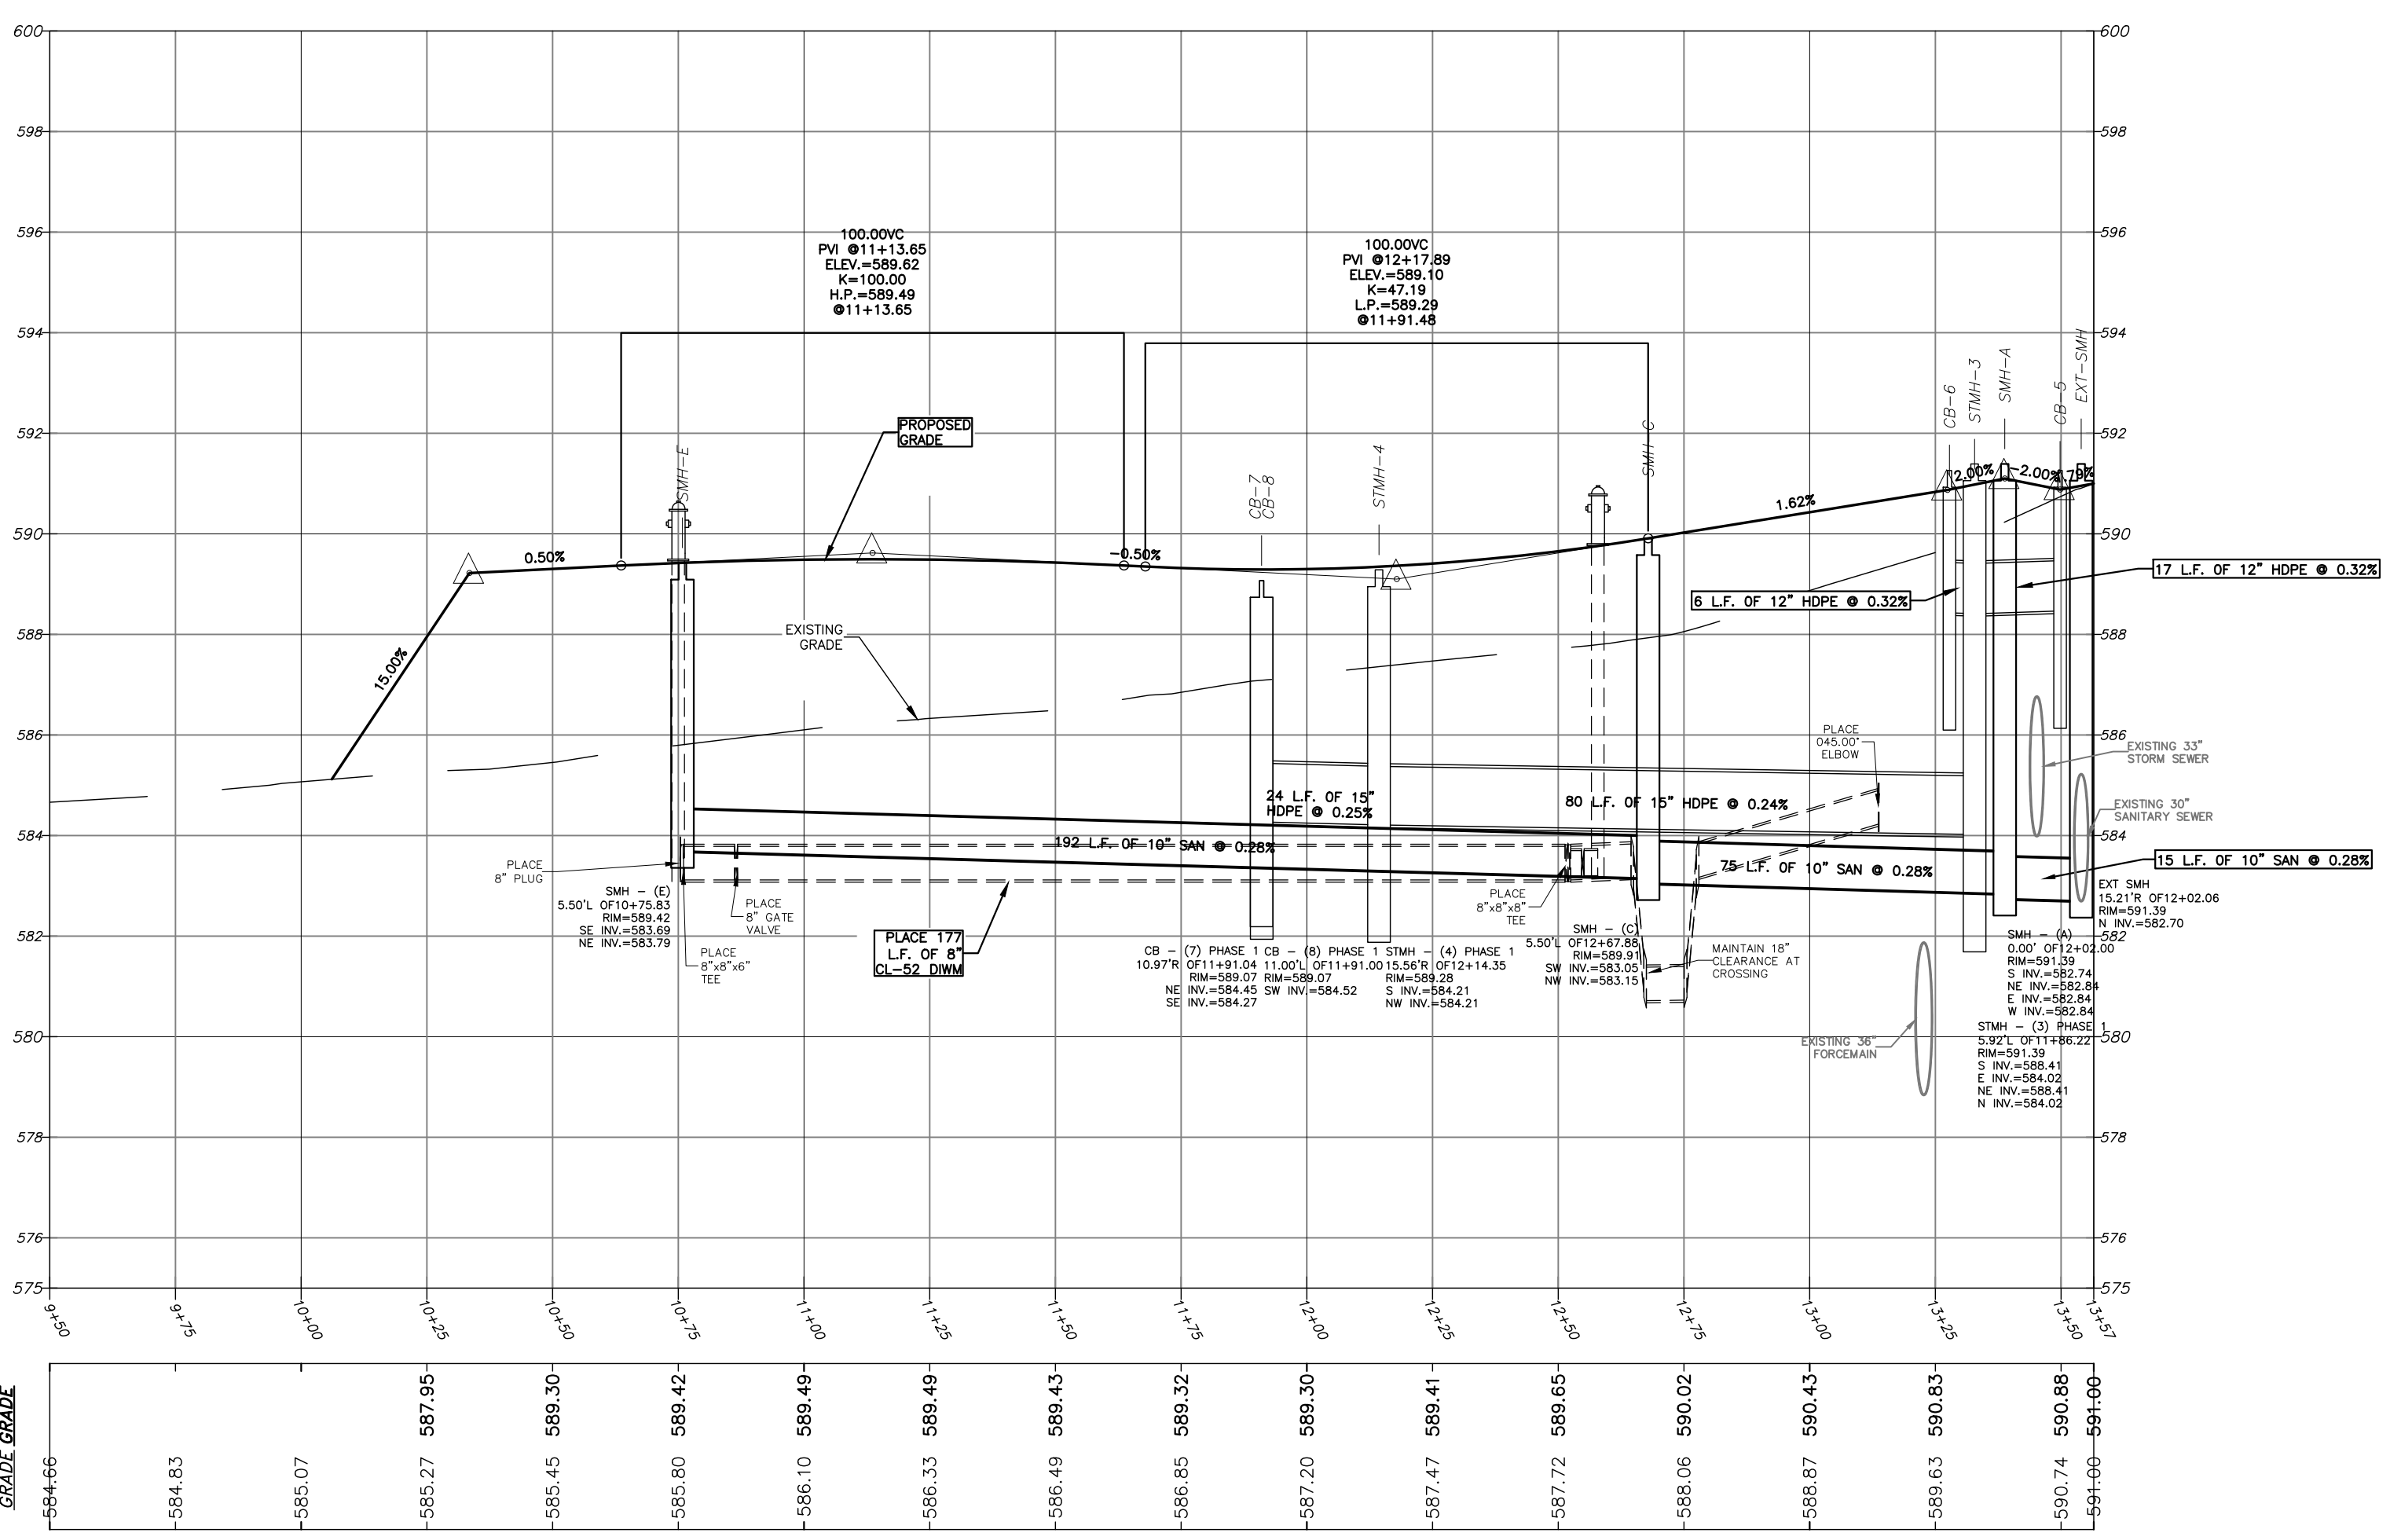 600
600
598
598
596
596
594
594
592
592
590
590
588
588
586
586
584
584
582
582
580
580
578
578
576
576
575
575
100.00VC
PVI @11+13.65
ELEV.=589.62
K=100.00
H.P.=589.49
@11+13.65
100.00VC
PVI @12+17.89
ELEV.=589.10
K=47.19
L.P.=589.29
@11+91.48
PROPOSED
GRADE
SMH-E
CB-7
CB-8
STMH-4
SMH-C
CB-6
STMH-3
SMH-A
CB-5
EXT-SMH
15.00%
0.50%
-0.50%
1.62%
2.00%
-2.00%
EXISTING
GRADE
17 L.F. OF 12" HDPE @ 0.32%
6 L.F. OF 12" HDPE @ 0.32%
PLACE
045.00°
ELBOW
EXISTING 33"
STORM SEWER
EXISTING 30"
SANITARY SEWER
24 L.F. OF 15"
HDPE @ 0.25%
80 L.F. OF 15" HDPE @ 0.24%
192 L.F. OF 10" SAN @ 0.28%
75 L.F. OF 10" SAN @ 0.28%
15 L.F. OF 10" SAN @ 0.28%
PLACE
8" PLUG
SMH - (E)
5.50'L OF10+75.83
RIM=589.42
SE INV.=583.69
NE INV.=583.79
PLACE
8" GATE
VALVE
PLACE
8"x8"x6"
TEE
PLACE 177
L.F. OF 8"
CL-52 DIWM
CB - (7) PHASE 1
10.97'R OF11+91.04
RIM=589.07
NE INV.=584.45
SE INV.=584.27
CB - (8) PHASE 1
11.00'L OF11+91.00
RIM=589.07
SW INV.=584.52
STMH - (4) PHASE 1
15.56'R OF12+14.35
RIM=589.28
S INV.=584.21
NW INV.=584.21
PLACE
8"x8"x8"
TEE
SMH - (C)
5.50'L OF12+67.88
RIM=589.91
SW INV.=583.05
NW INV.=583.15
MAINTAIN 18"
CLEARANCE AT
CROSSING
EXISTING 36"
FORCEMAIN
EXT SMH
15.21'R OF12+02.06
RIM=591.39
N INV.=582.70
SMH - (A)
0.00' OF12+02.00
RIM=591.39
S INV.=582.74
NE INV.=582.84
E INV.=582.84
W INV.=582.84
STMH - (3) PHASE 1
5.92'L OF11+86.22
RIM=591.39
S INV.=588.41
E INV.=584.02
NE INV.=588.41
N INV.=584.02
9+50
9+75
10+00
10+25
10+50
10+75
11+00
11+25
11+50
11+75
12+00
12+25
12+50
12+75
13+00
13+25
13+50
13+57
GRADE
587.95
589.30
589.42
589.49
589.49
589.43
589.32
589.30
589.41
589.65
590.02
590.43
590.83
590.88
591.00
GRADE
584.66
584.83
585.07
585.27
585.45
585.80
586.10
586.33
586.49
586.85
587.20
587.47
587.72
588.06
588.87
589.63
590.74
591.00